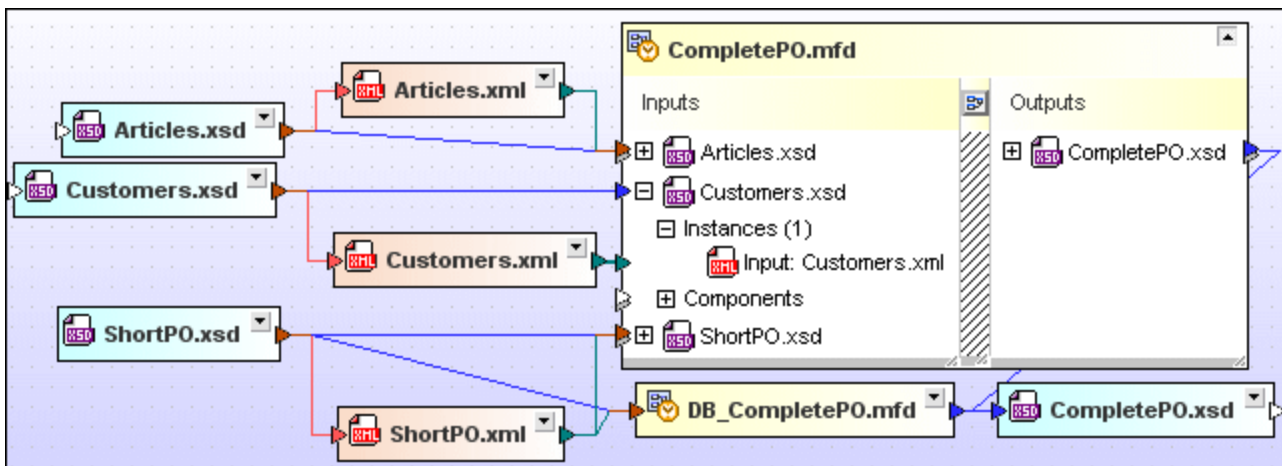 CompletePO.mfd
Articles.xml
Inputs
Outputs
Articles.xsd
Articles.xsd
CompletePO.xsd
Customers.xsd
Customers.xsd
Instances (1)
Customers.xml
Input: Customers.xml
Components
ShortPO.xsd
ShortPO.xsd
DB_CompletePO.mfd
CompletePO.xsd
ShortPO.xml